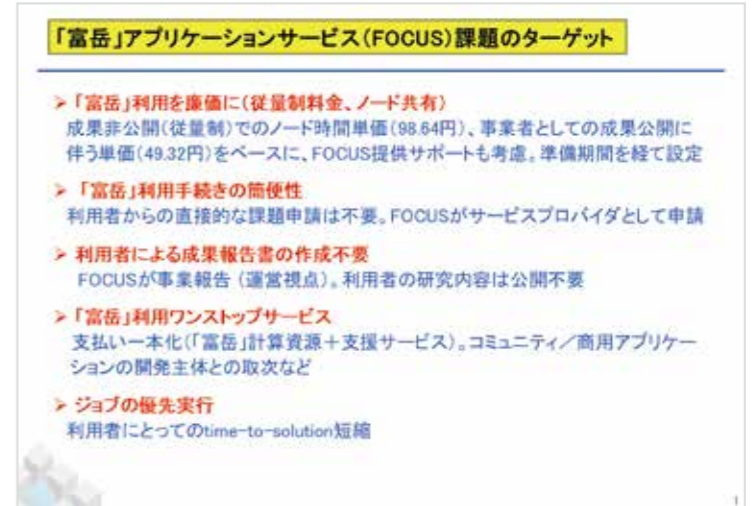 「富岳」アプリケーションサービス(FOCUS)課題のターゲット
➢「富岳」利用を廉価に(従量制料金、ノード共有)
成果非公開(従量制)でのノード時間単価(98.64円)、事業者としての成果公開に
伴う単価(49.32円)をベースに、FOCUS提供サポートも考慮。準備期間を経て設定
➢「富岳」利用手続きの簡便性
利用者からの直接的な課題申請は不要。FOCUSがサービスプロバイダとして申請
➢ 利用者による成果報告書の作成不要
FOCUSが事業報告(運営視点)。利用者の研究内容は公開不要
➢「富岳」利用ワンストップサービス
支払い一本化(「富岳」計算資源+支援サービス)。コミュニティ/商用アプリケー
ションの開発主体との取次など
➢ ジョブの優先実行
利用者にとってのtime-to-solution短縮
1